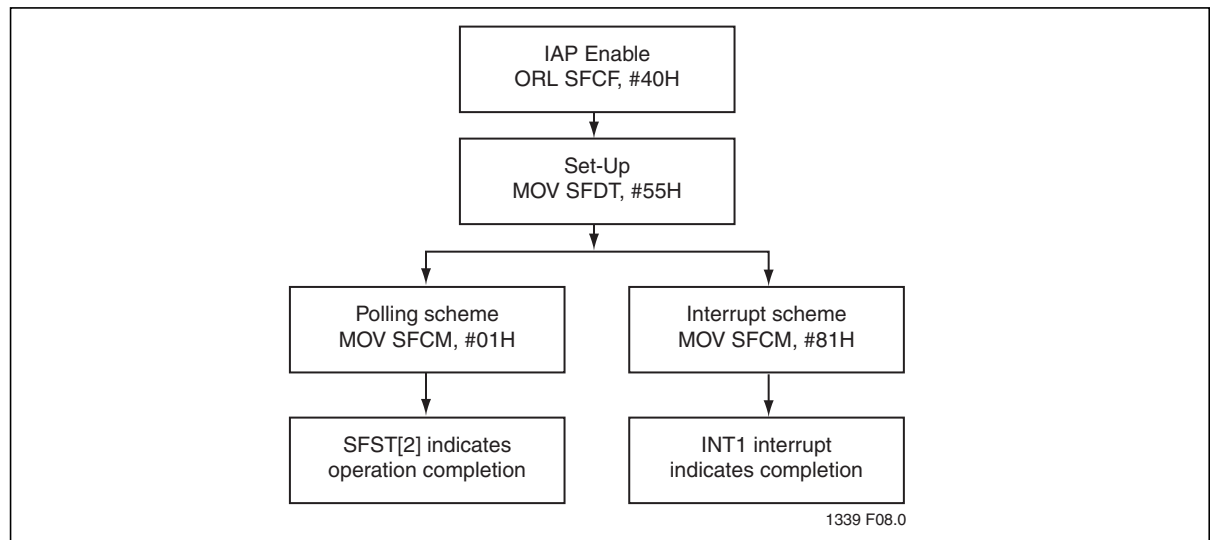 IAP Enable
ORL SFCF, #40H
Set-Up
MOV SFDT, #55H
Polling scheme
MOV SFCM, #01H
Interrupt scheme
MOV SFCM, #81H
SFST[2] indicates
operation completion
INT1 interrupt
indicates completion
1339 F08.0